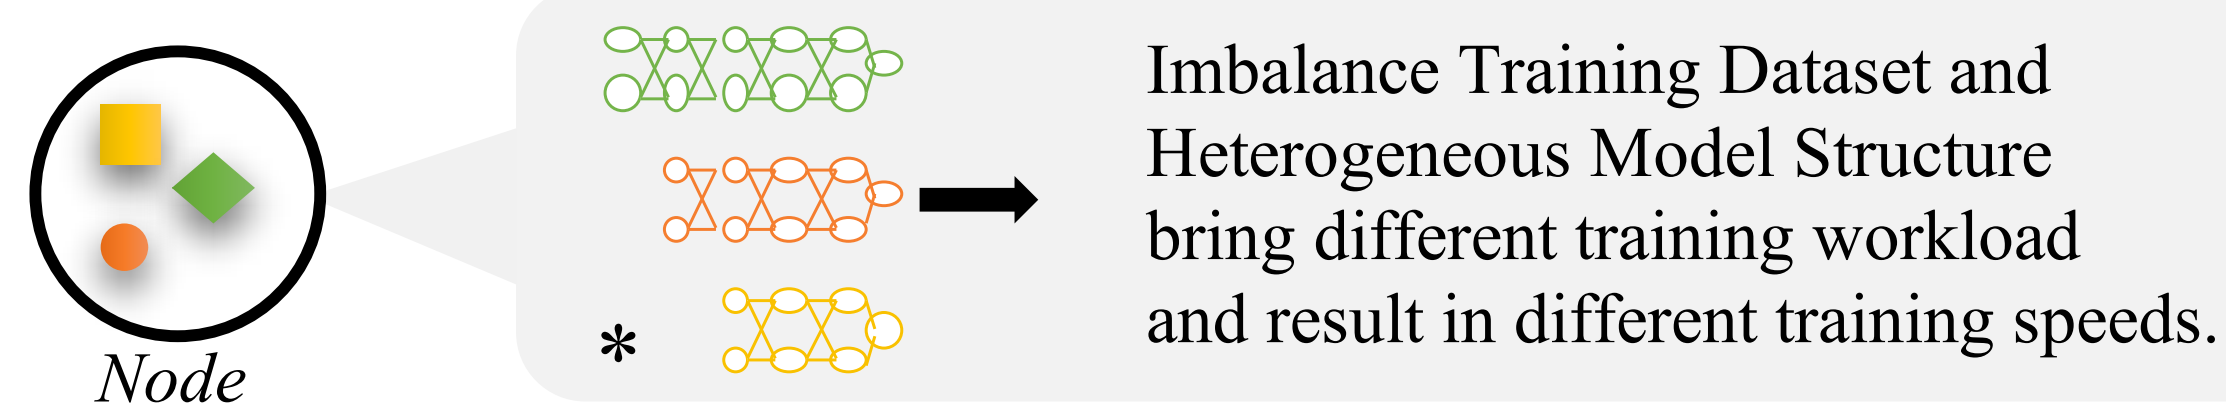 Imbalance Training Dataset and
Heterogeneous Model Structure
bring different training workload
and result in different training speeds.
*
Node